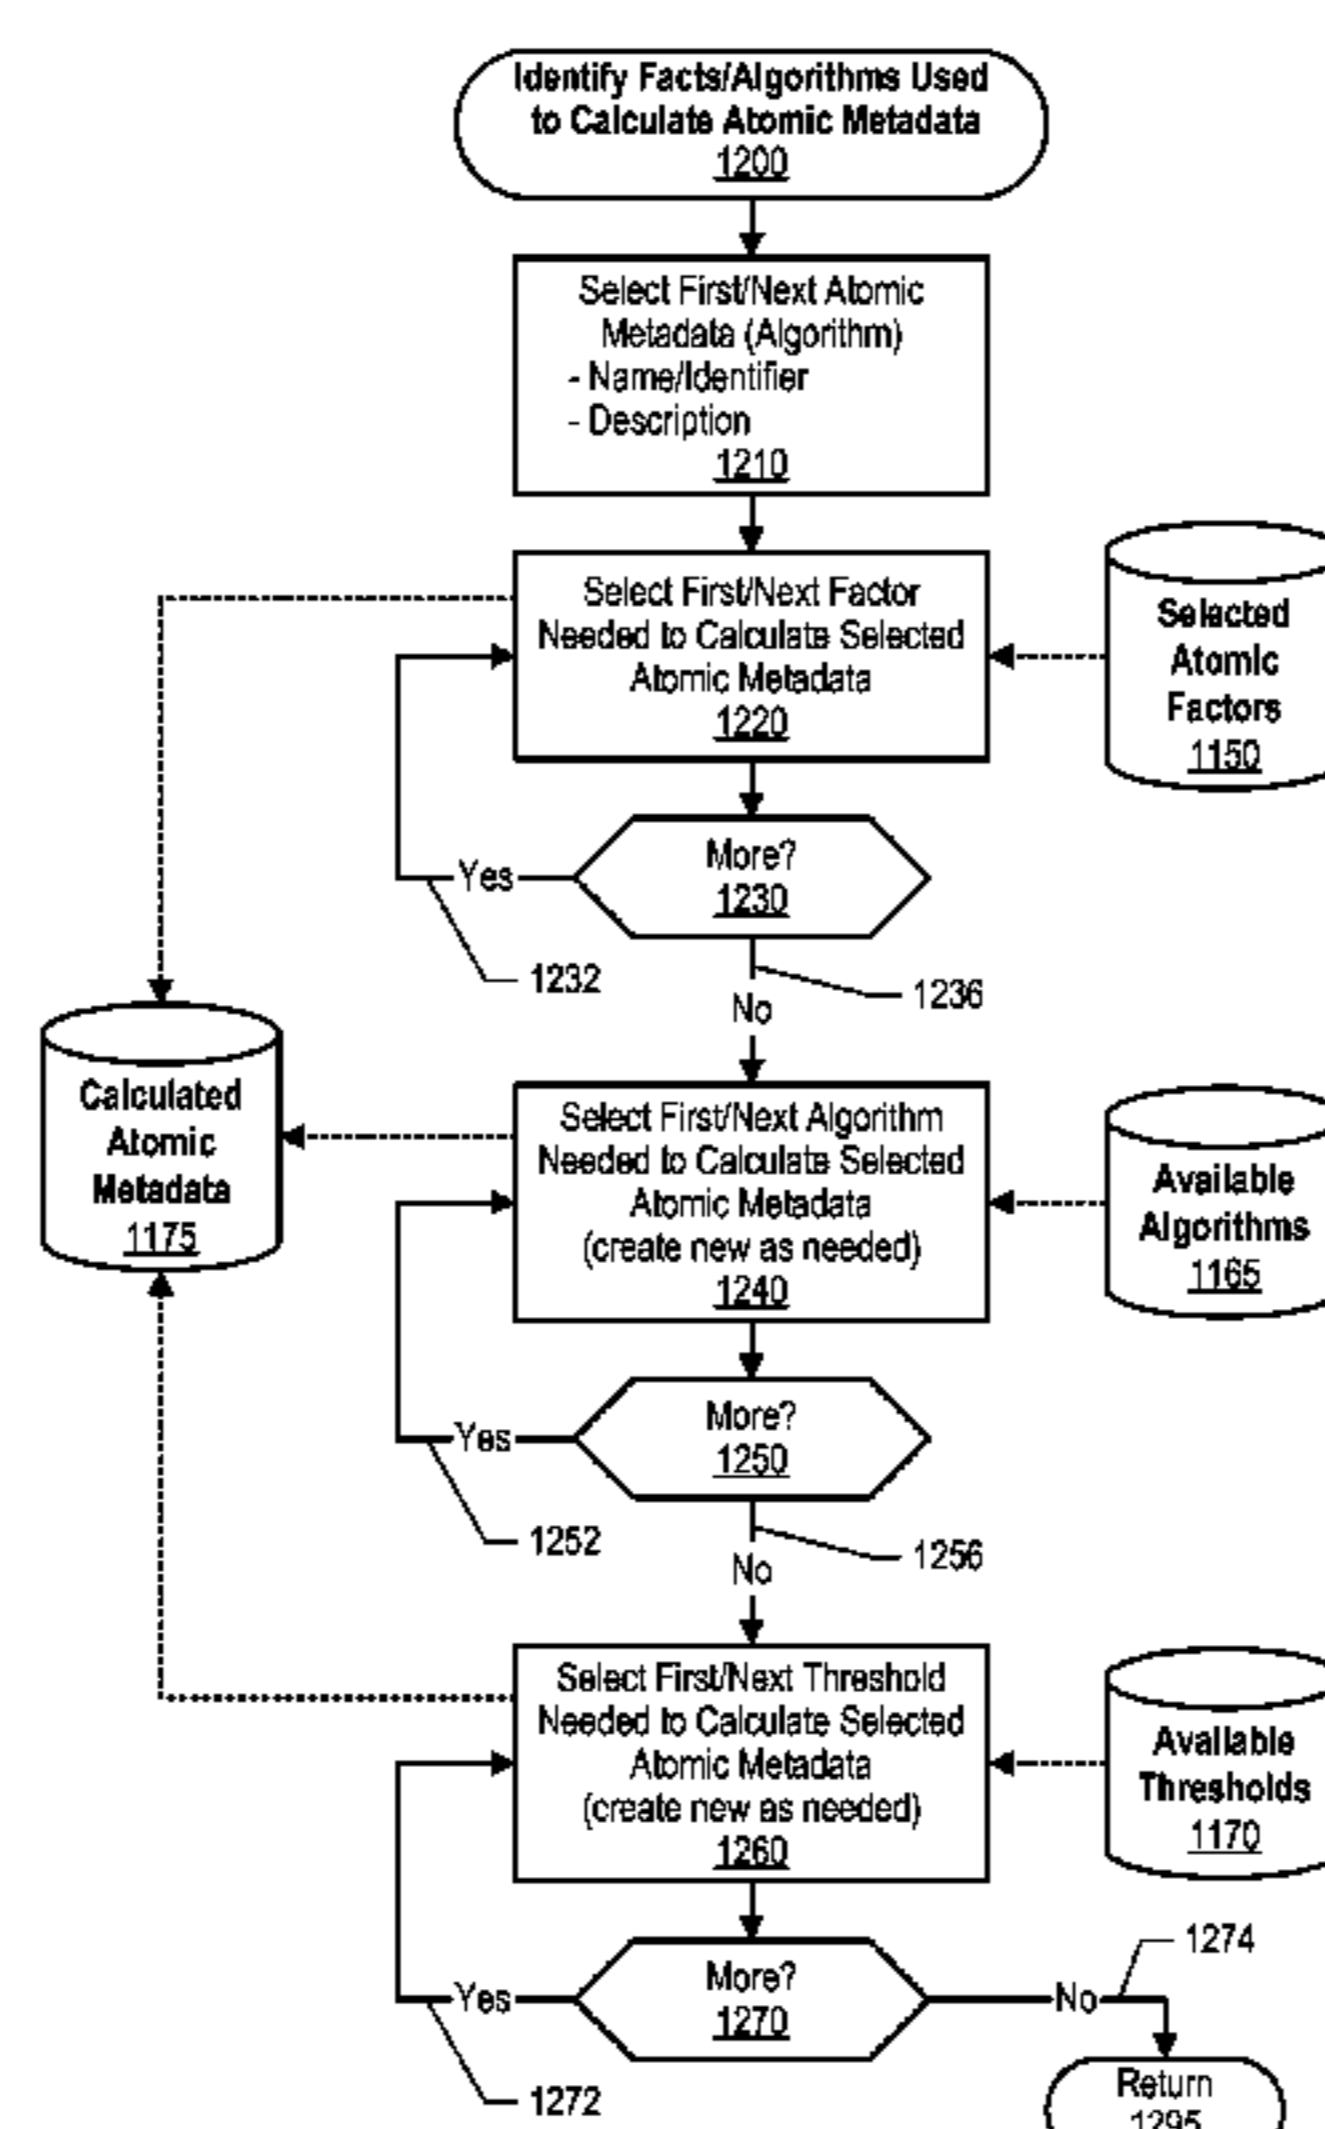 Identify Facts/Algorithms Used
to Calculate Atomic Metadata
1200
Select First/Next Atomic
Metadata (Algorithm)
- Name/Identifier
- Description
1210
Select First/Next Factor
Needed to Calculate Selected
Atomic Metadata
1220
Selected
Atomic
Factors
1150
More?
1230
Yes
1232
1236
No
Calculated
Atomic
Metadata
1175
Select First/Next Algorithm
Needed to Calculate Selected
Atomic Metadata
(create new as needed)
1240
Available
Algorithms
1165
More?
1250
Yes
1252
1256
No
Select First/Next Threshold
Needed to Calculate Selected
Atomic Metadata
(create new as needed)
1260
Available
Thresholds
1170
More?
1270
Yes
1272
No
1274
Return
1295